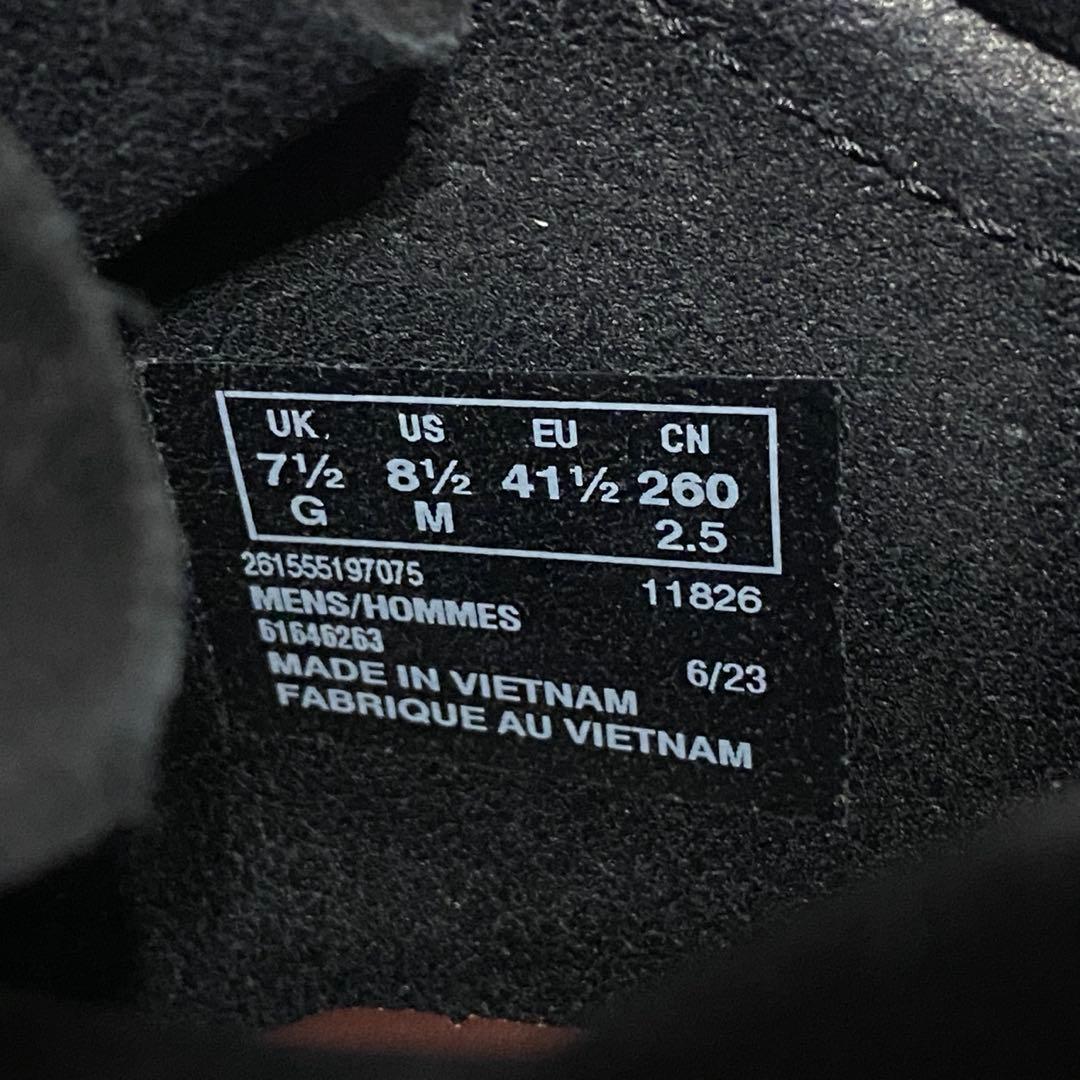 UK. US EU CN
7½ 8½ 41½ 260
G M 2.5
261555197075 11826
MENS/HOMMES
61646263 6/23
MADE IN VIETNAM
FABRIQUE AU VIETNAM